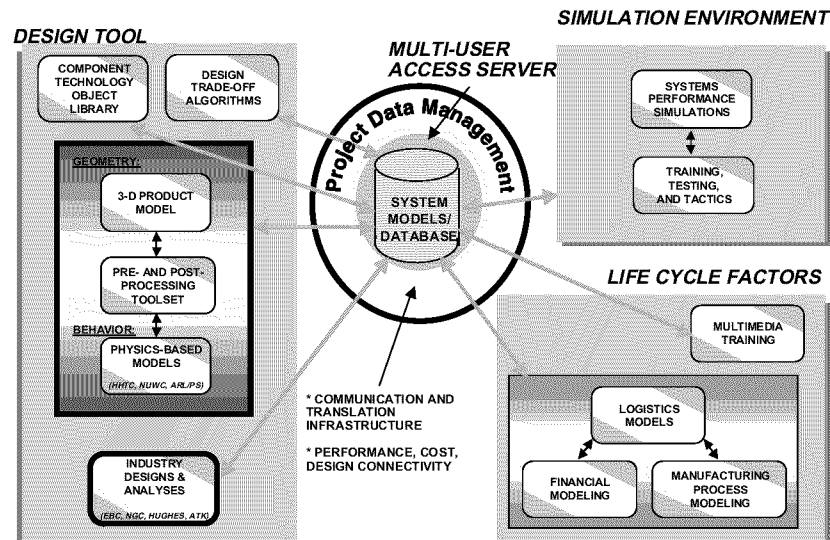 DESIGN TOOL
COMPONENT
TECHNOLOGY
OBJECT
LIBRARY
DESIGN
TRADE-OFF
ALGORITHMS
GEOMETRY:
3-D PRODUCT
MODEL
PRE- AND POST-
PROCESSING
TOOLSET
BEHAVIOR:
PHYSICS-BASED
MODELS
(HHTC, NUWC, ARL/PS)
INDUSTRY
DESIGNS &
ANALYSES
(EBC, NGC, HUGHES, ATK)
MULTI-USER
ACCESS SERVER
Project Data Management
SYSTEM
MODELS/
DATABASE
* COMMUNICATION AND
TRANSLATION
INFRASTRUCTURE
* PERFORMANCE, COST,
DESIGN CONNECTIVITY
SIMULATION ENVIRONMENT
SYSTEMS
PERFORMANCE
SIMULATIONS
TRAINING,
TESTING,
AND TACTICS
LIFE CYCLE FACTORS
MULTIMEDIA
TRAINING
LOGISTICS
MODELS
FINANCIAL
MODELING
MANUFACTURING
PROCESS
MODELING